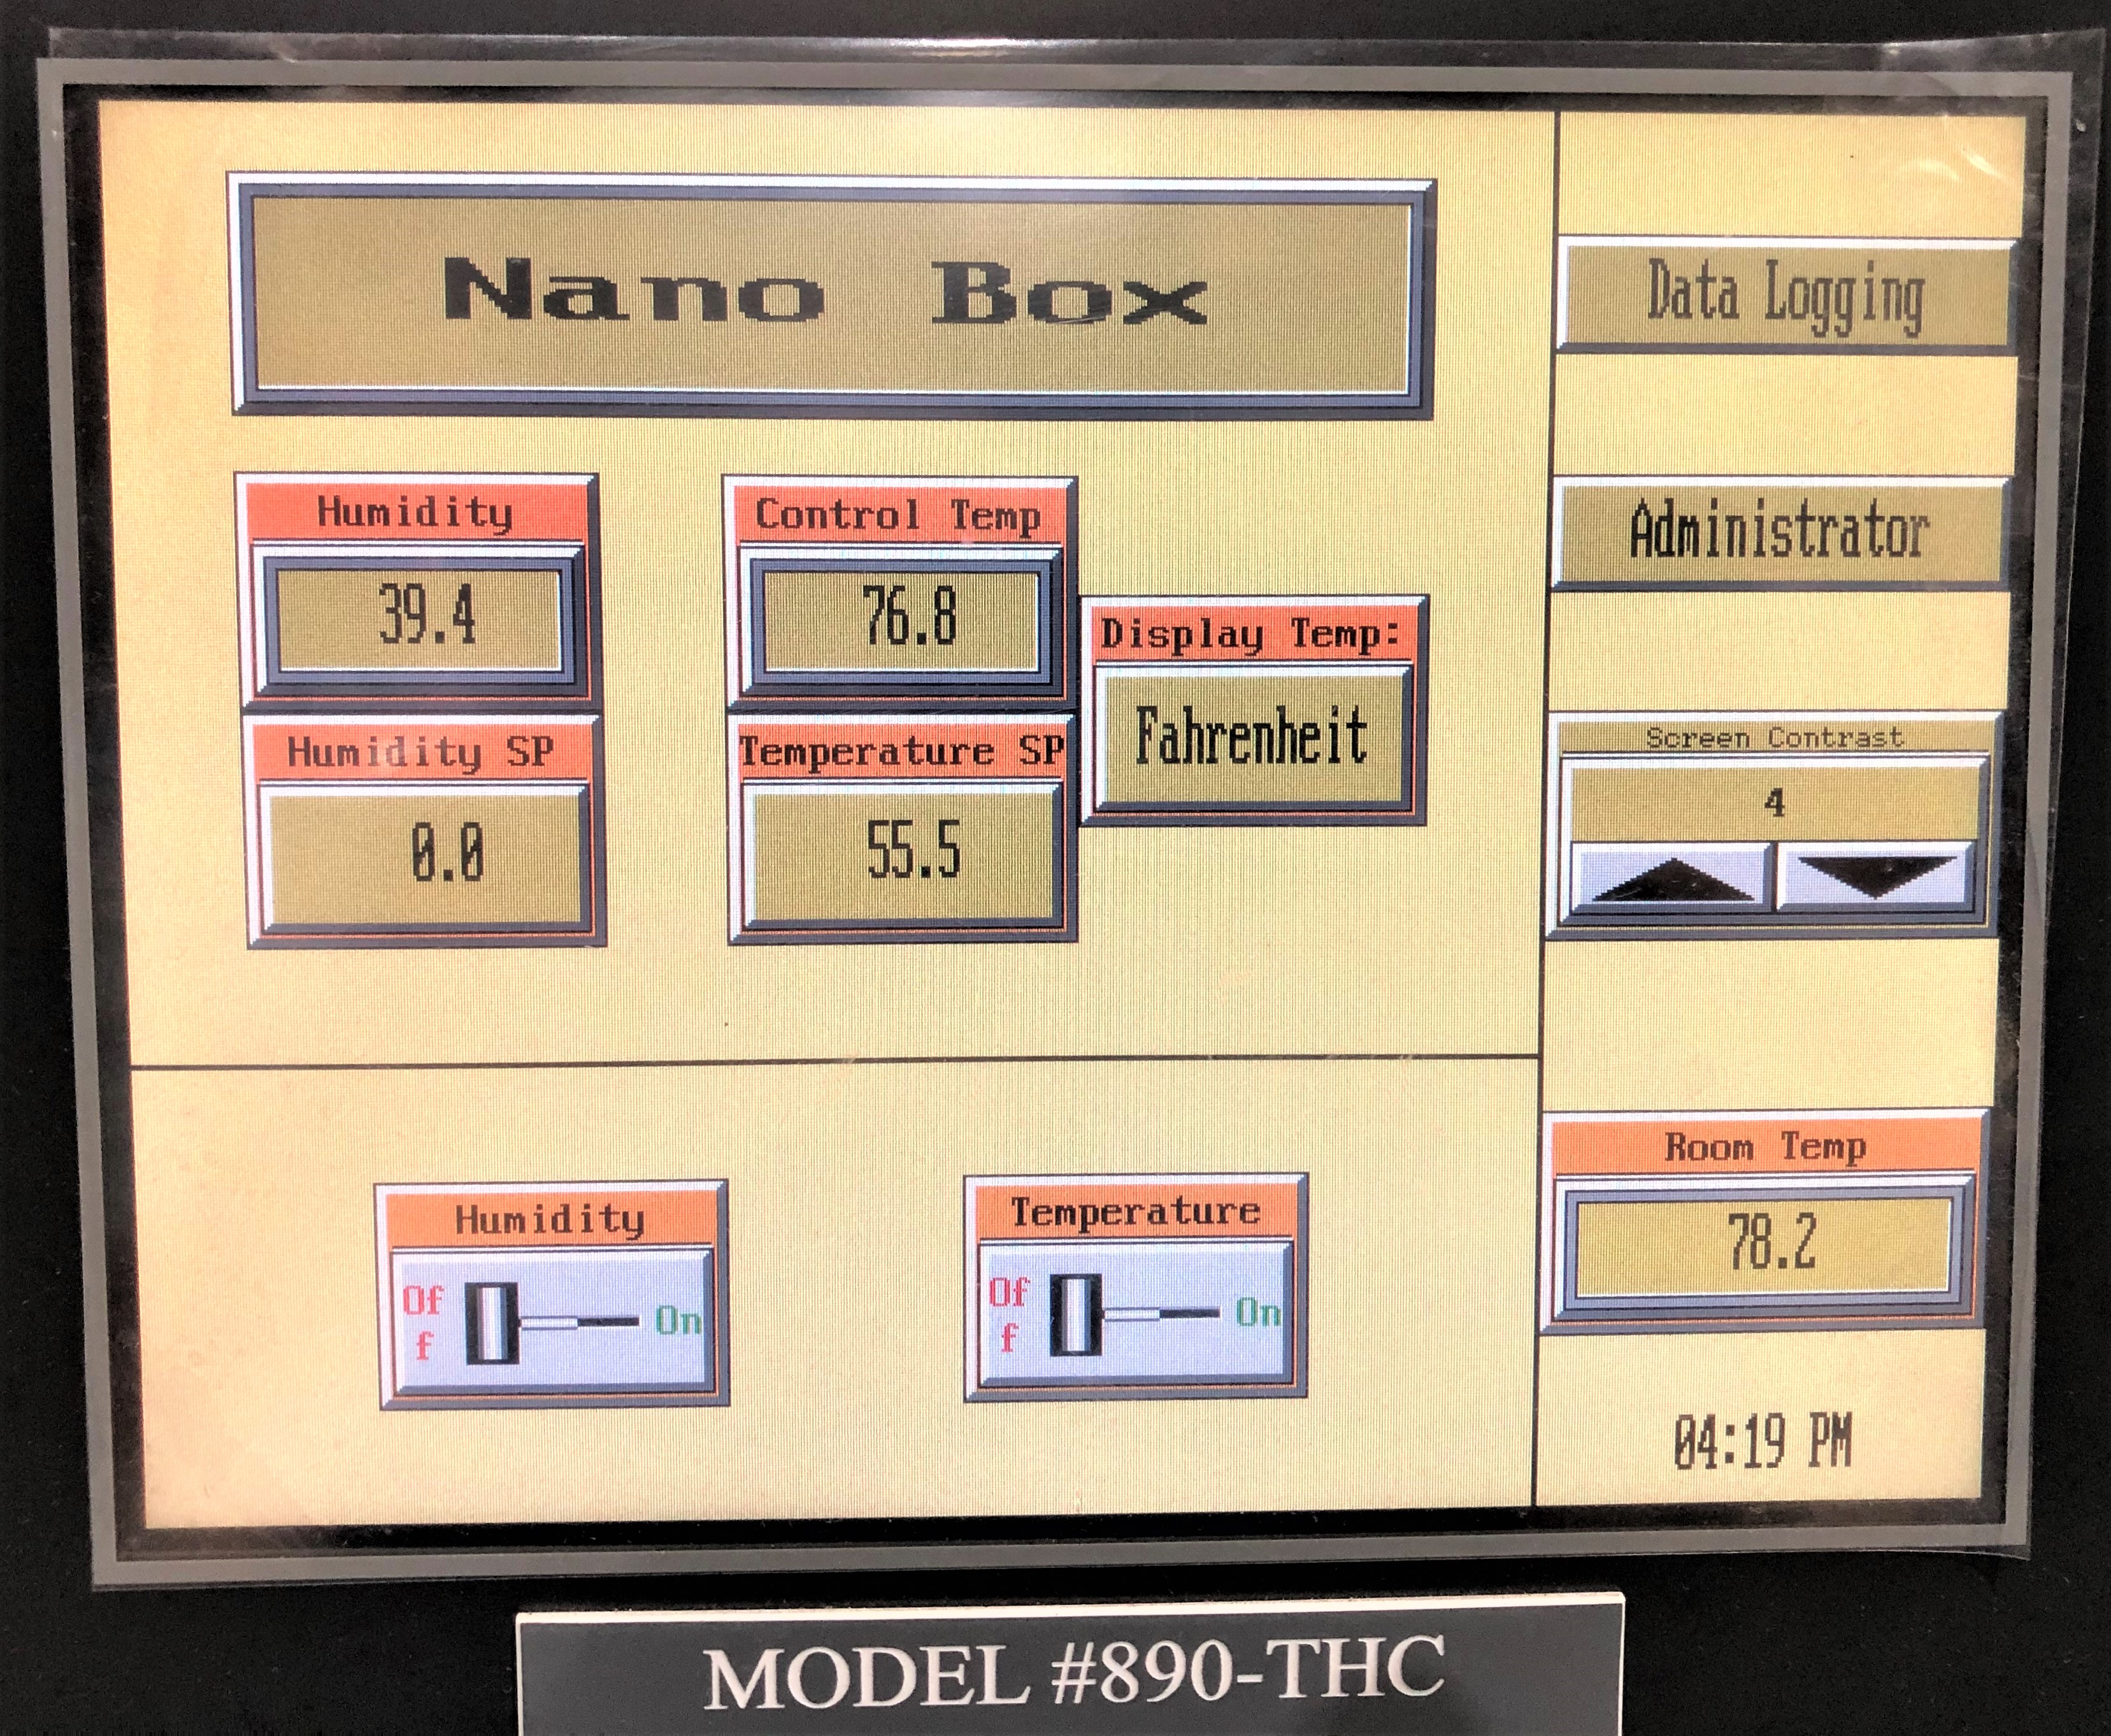 Nano Box
Humidity
39.4
Humidity SP
0.0
Control Temp
76.8
Temperature SP
55.5
Display Temp:
Fahrenheit
Humidity
Of
f
On
Temperature
Of
f
On
Data Logging
Administrator
Screen Contrast
4
Room Temp
78.2
04:19 PM
MODEL #890-THC